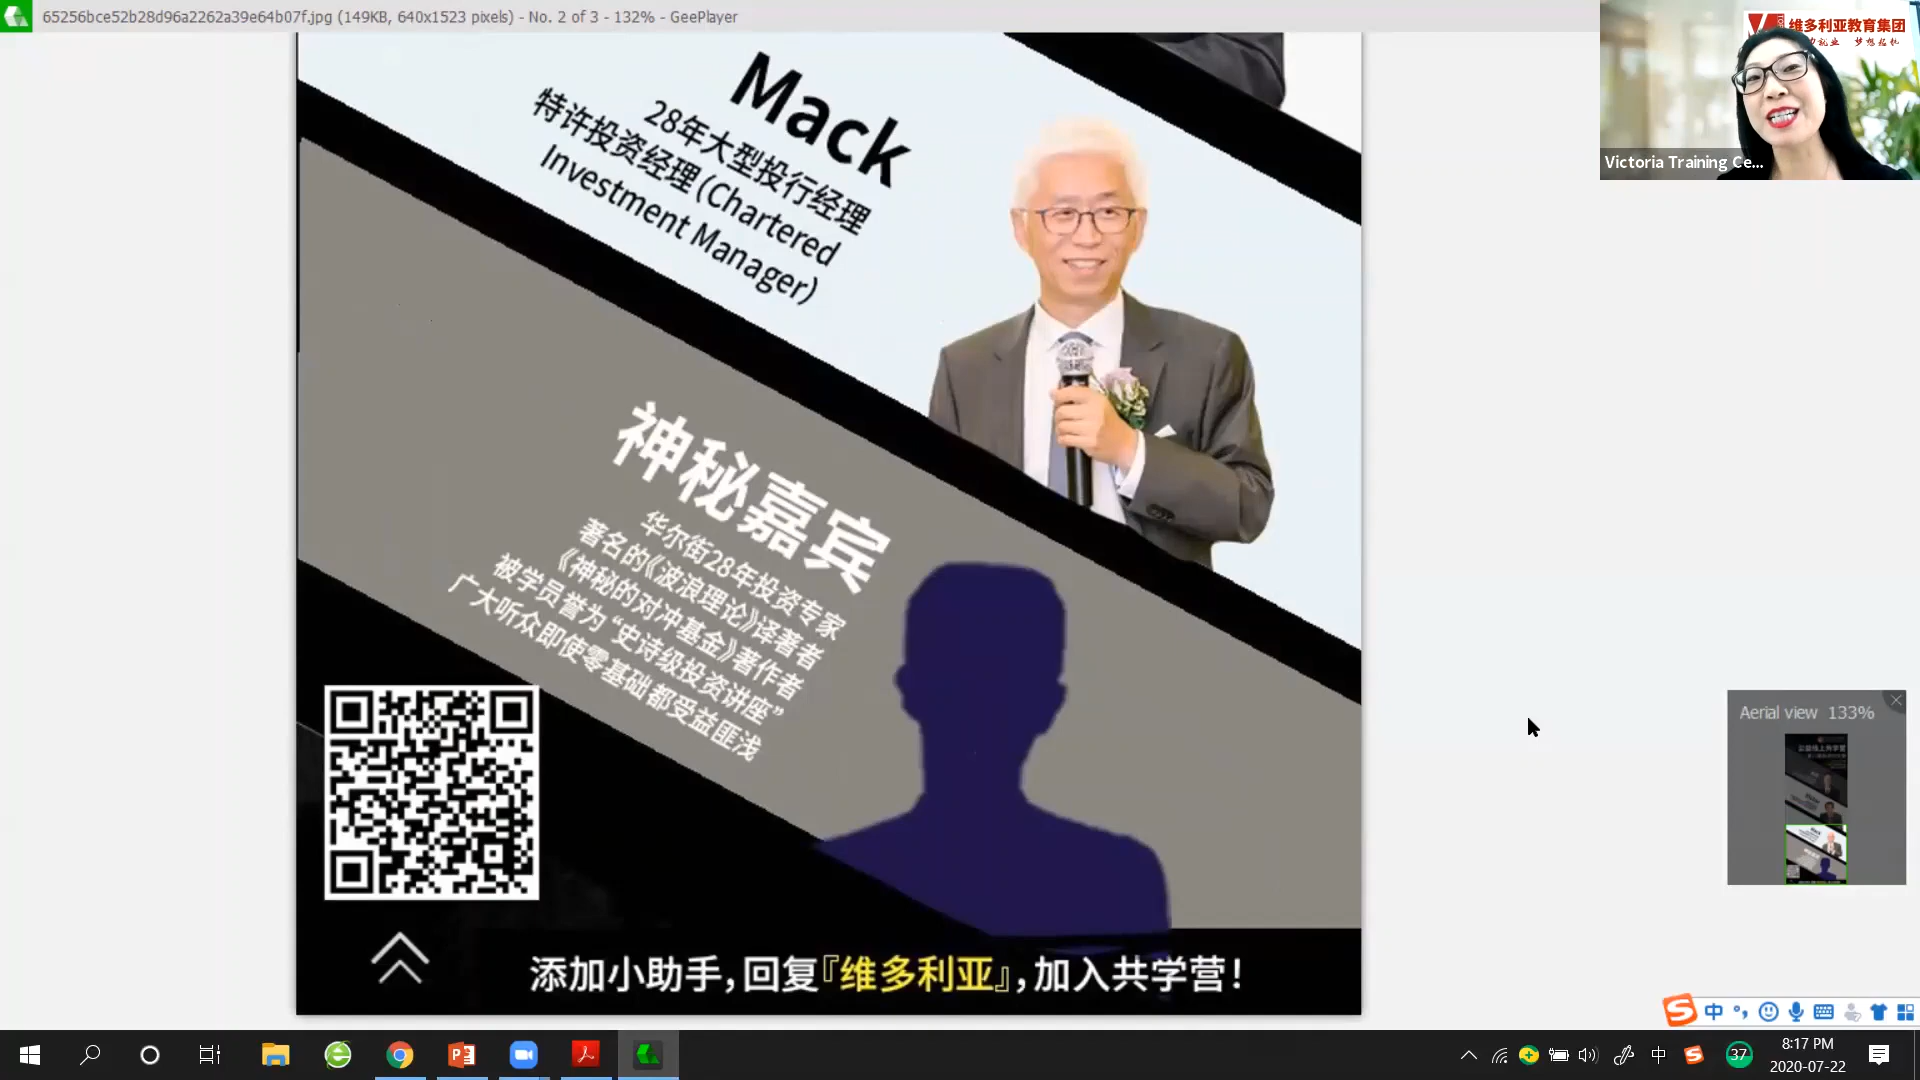 65256bce52b28d96a2262a39e64b07f.jpg (149KB, 640x1523 pixels) - No. 2 of 3 - 132% - GeePlayer
维多利亚教育集团
Victoria Training Ce...
Mack
28年大型投行经理
特许投资经理(Chartered
Investment Manager)
神秘嘉宾
华尔街28年投资专家
著名的《波浪理论》译著者
《神秘的对冲基金》著作者
被学员誉为“史诗级投资讲座”
广大听众即使零基础都受益匪浅
添加小助手,回复『维多利亚』,加入共学营!
Aerial view 133%
中
中
37
8:17 PM
2020-07-22